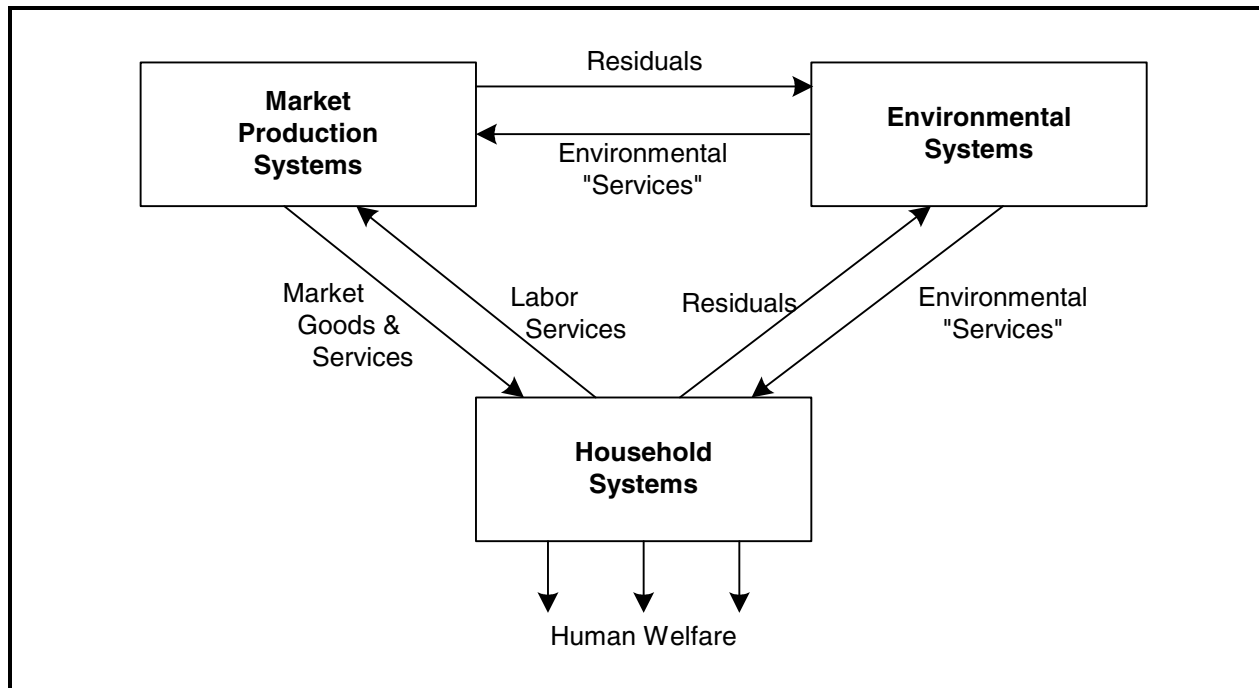 Residuals
Market
Production
Systems
Environmental
Systems
Environmental
"Services"
Market
Goods &
Services
Labor
Services
Residuals
Environmental
"Services"
Household
Systems
Human Welfare